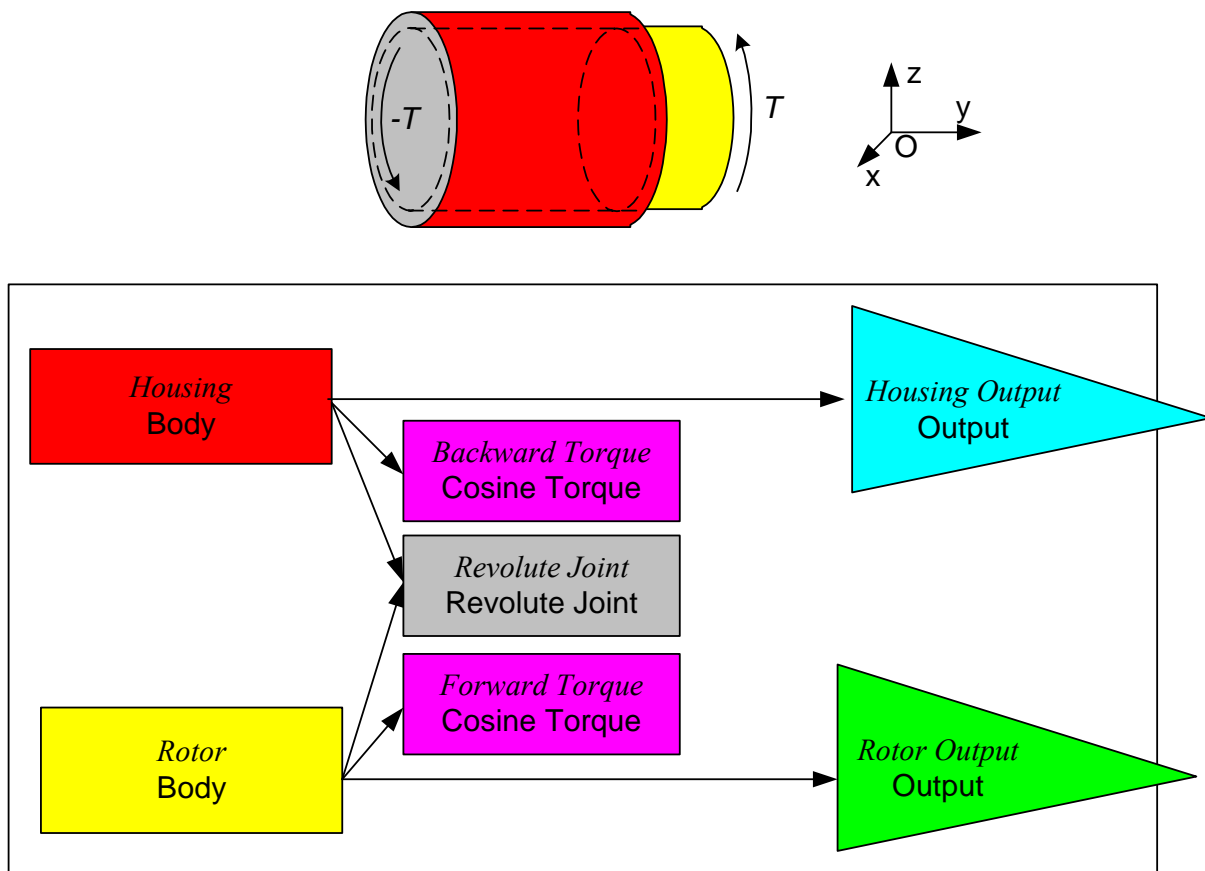 -T
T
z
y
O
x
Housing
Body
Housing Output
Output
Backward Torque
Cosine Torque
Revolute Joint
Revolute Joint
Forward Torque
Cosine Torque
Rotor
Body
Rotor Output
Output